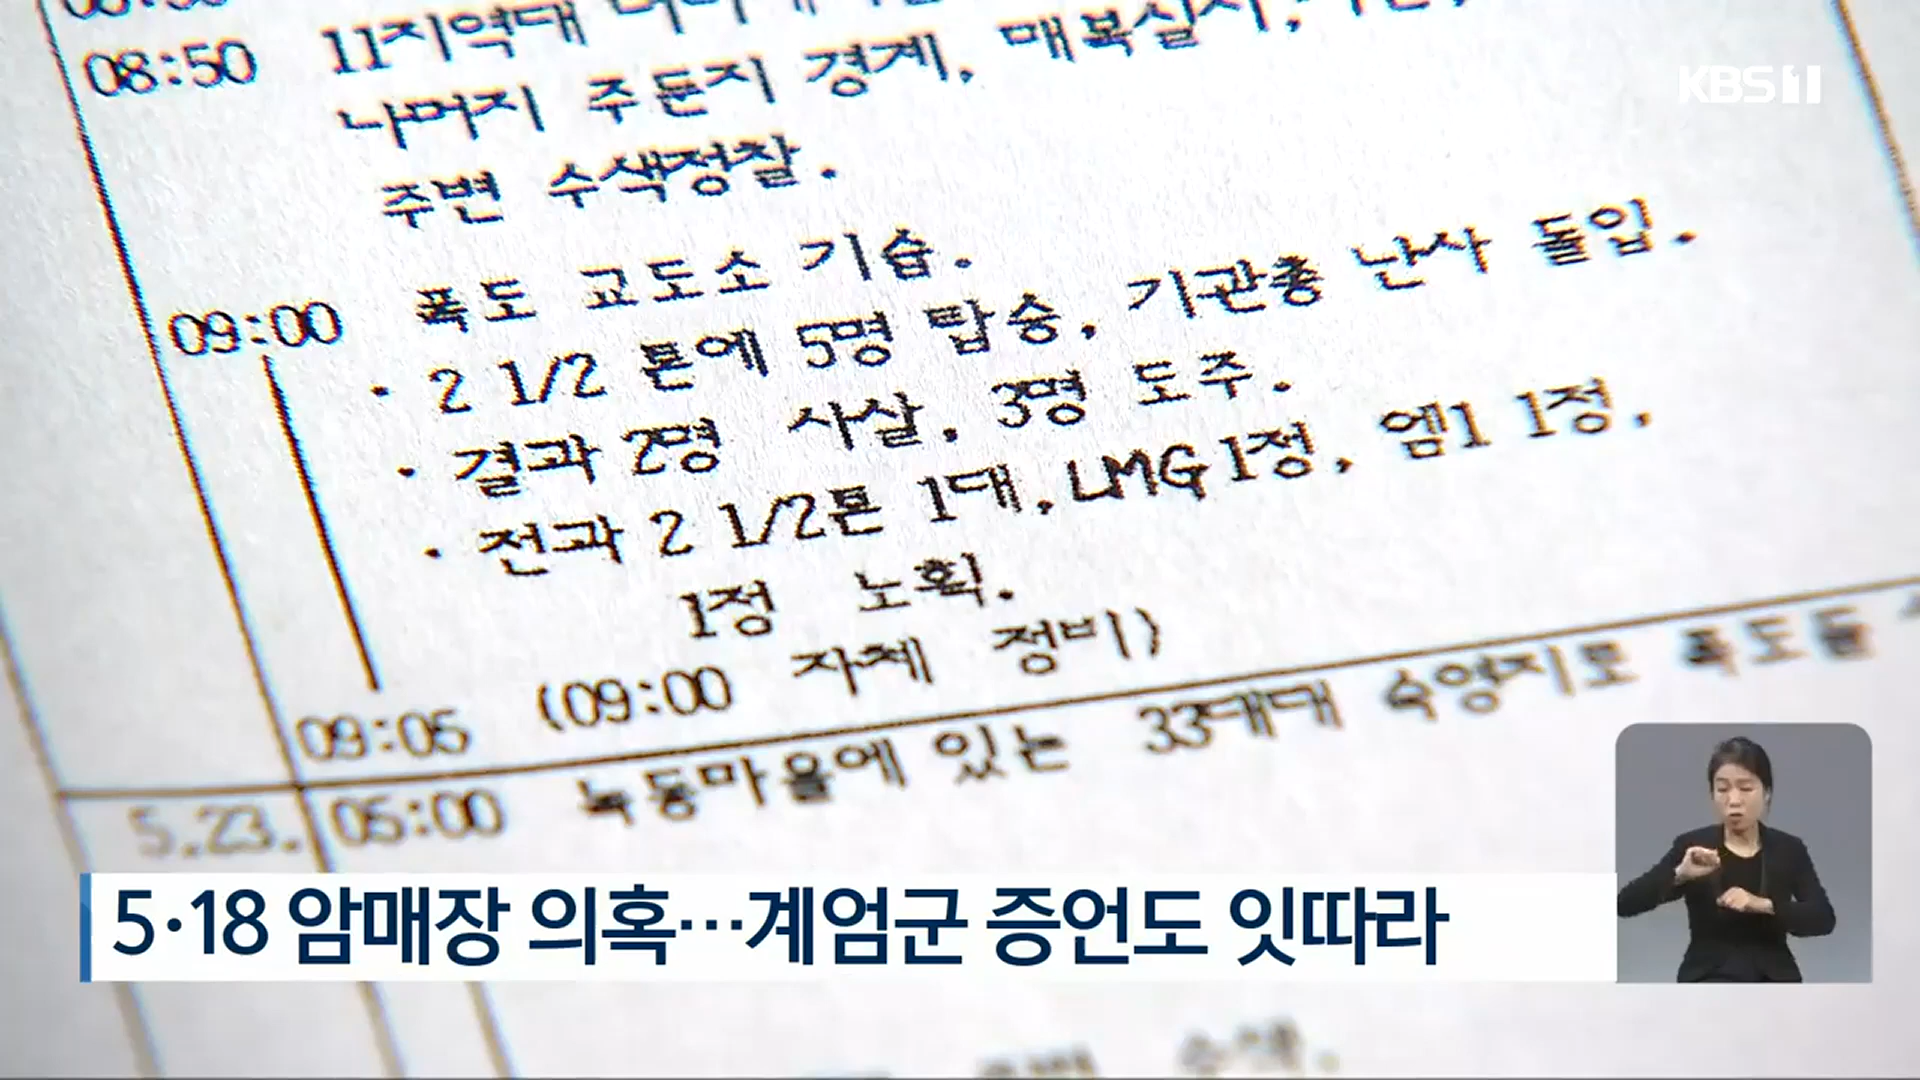 08:50 11지역대
KBS 1
나머지 주둔지 경계, 매복실시,
주변 수색정찰.
09:00 폭도 교도소 기습.
· 2 1/2 톤에 5명 탑승, 기관총 난사 돌입.
· 결과 2명 사살, 3명 도주.
· 전과 2 1/2톤 1대, LMG 1정, 엠1 1정,
1정 노획.
09:05 (09:00 자체 정비)
5.23. 05:00 녹동마을에 있는 33대대 숙영지로 폭도들
5·18 암매장 의혹…계엄군 증언도 잇따라